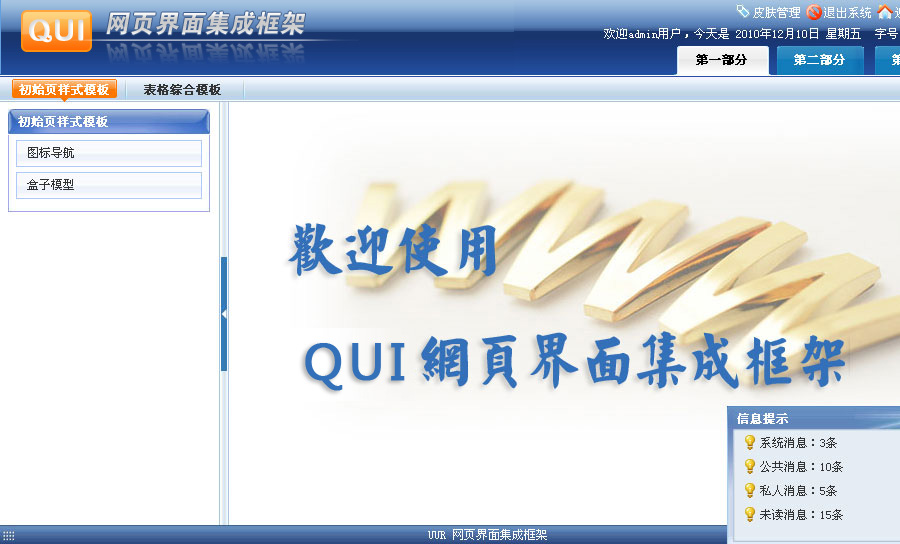 QUI 网页界面集成框架
皮肤管理 退出系统
欢迎admin用户，今天是 2010年12月10日 星期五 字号
第一部分 第二部分 第
初始页样式模板 表格综合模板
初始页样式模板
图标导航
盒子模型
歡迎使用
QUI 網頁界面集成框架
信息提示
系统消息：3条
公共消息：10条
私人消息：5条
未读消息：15条
UUR 网页界面集成框架